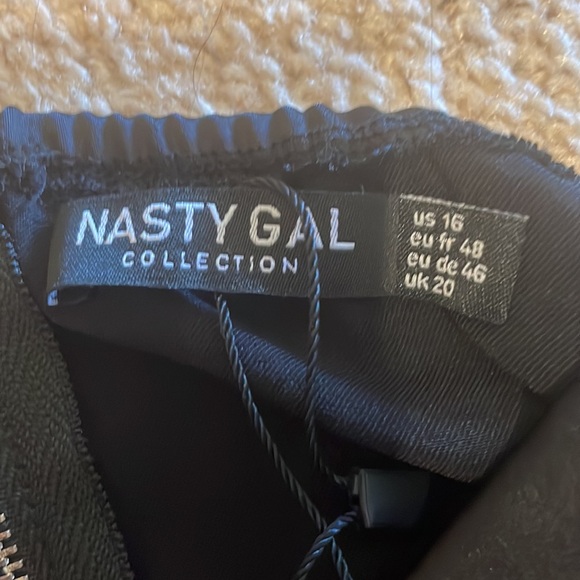 NASTY GAL
COLLECTION
us 16
eu fr 48
eu de 46
uk 20